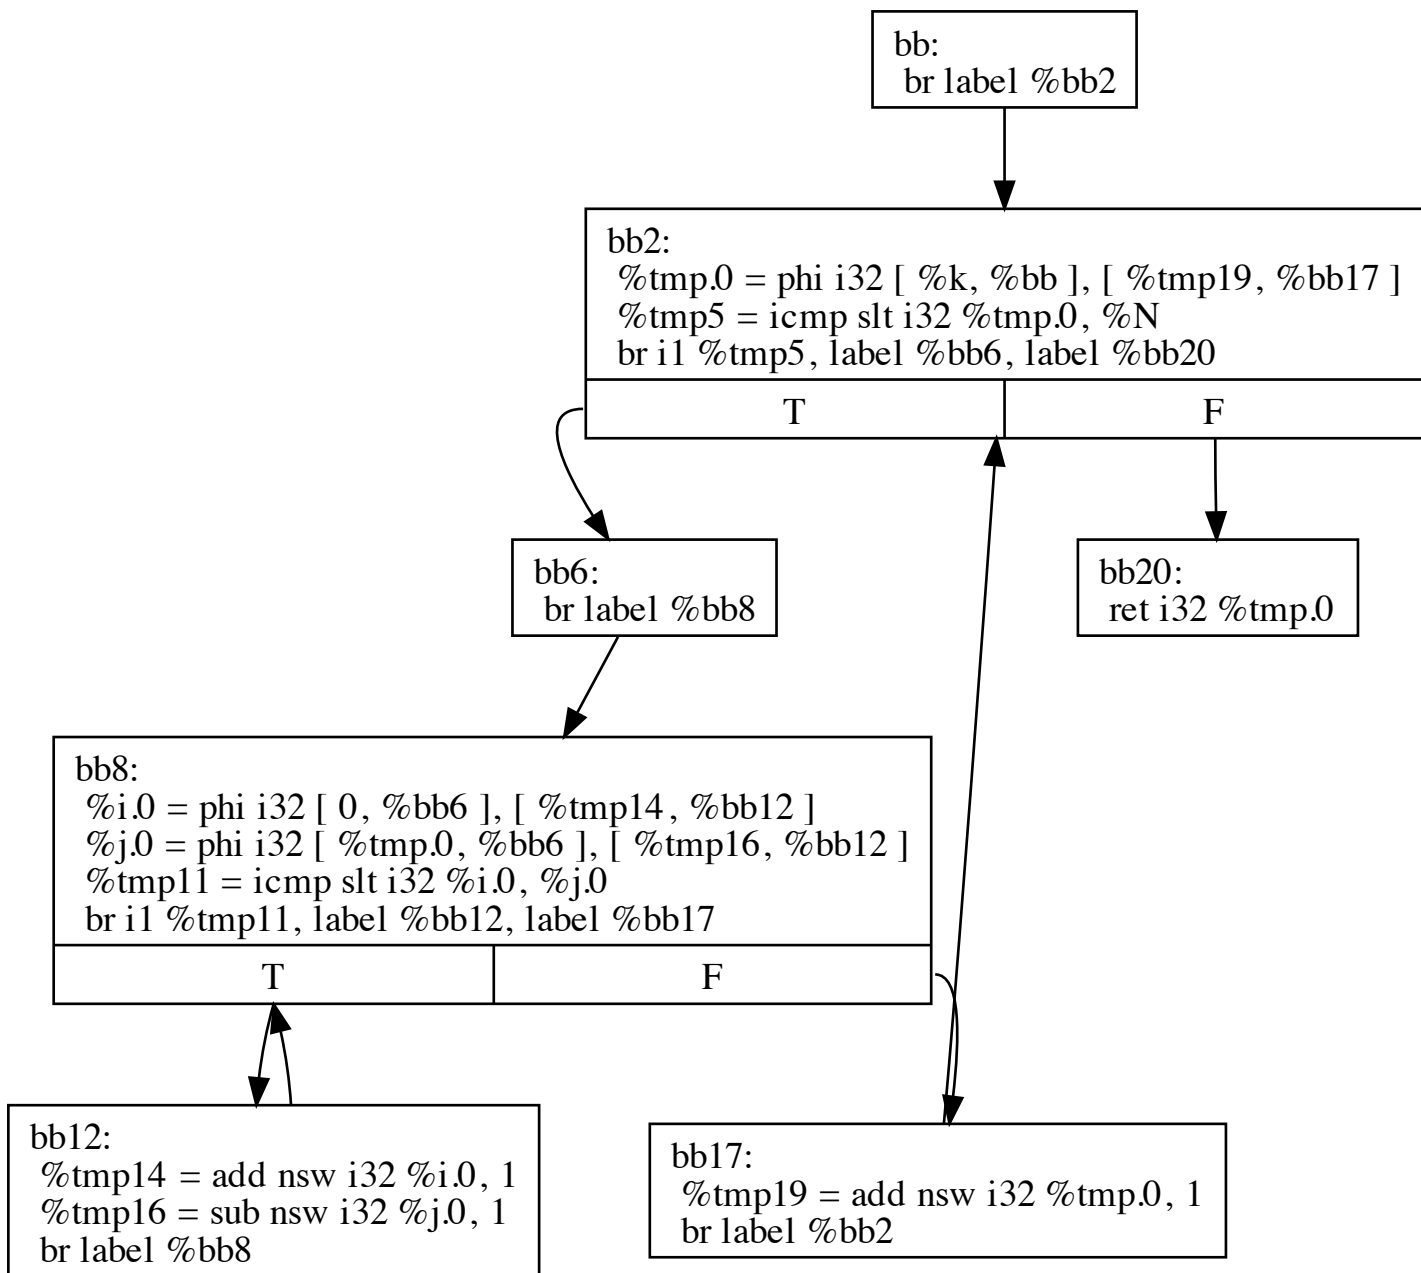 bb:
br label %bb2
bb2:
%tmp.0 = phi i32 [ %k, %bb ], [ %tmp19, %bb17 ]
%tmp5 = icmp slt i32 %tmp.0, %N
br i1 %tmp5, label %bb6, label %bb20
T F
bb6:
br label %bb8
bb20:
ret i32 %tmp.0
bb8:
%i.0 = phi i32 [ 0, %bb6 ], [ %tmp14, %bb12 ]
%j.0 = phi i32 [ %tmp.0, %bb6 ], [ %tmp16, %bb12 ]
%tmp11 = icmp slt i32 %i.0, %j.0
br i1 %tmp11, label %bb12, label %bb17
T F
bb12:
%tmp14 = add nsw i32 %i.0, 1
%tmp16 = sub nsw i32 %j.0, 1
br label %bb8
bb17:
%tmp19 = add nsw i32 %tmp.0, 1
br label %bb2